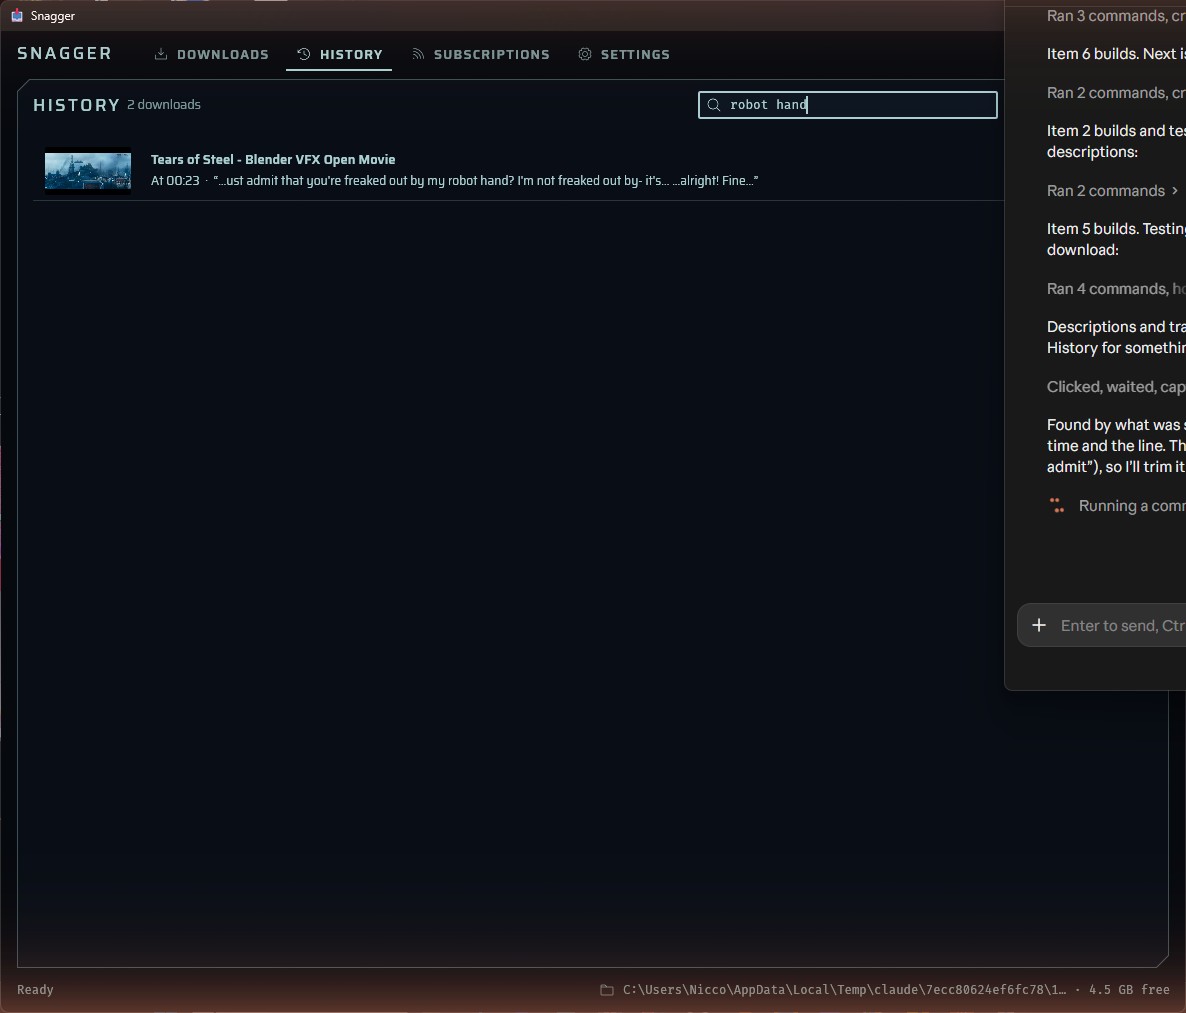 Snagger
SNAGGER
DOWNLOADS
HISTORY
SUBSCRIPTIONS
SETTINGS
HISTORY 2 downloads
robot hand
Tears of Steel - Blender VFX Open Movie
At 00:23 · “…ust admit that you're freaked out by my robot hand? I'm not freaked out by- it's... ...alright! Fine…”
Ready
C:\Users\Nicco\AppData\Local\Temp\claude\7ecc80624ef6fc78\1… · 4.5 GB free
Ran 3 commands,
Item 6 builds. Next
Ran 2 commands,
Item 2 builds and
descriptions:
Ran 2 commands >
Item 5 builds.
download:
Ran 4 commands,
Descriptions and
History for
Clicked, waited,
Found by what was
time and the line.
admit”), so I’ll trim it
Running a
Enter to send,